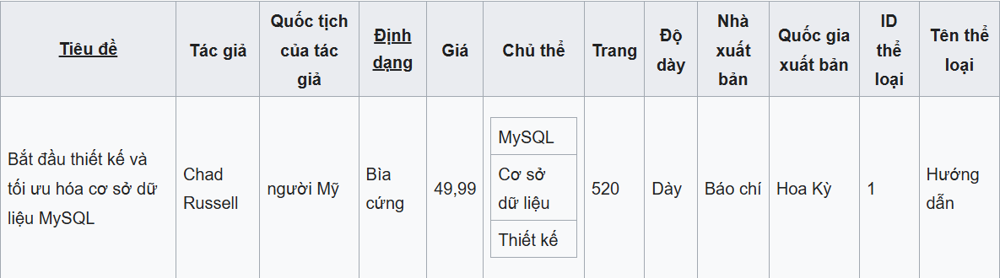 Tiêu đề
Tác giả
Quốc tịch
của tác
giả
Định
dạng
Giá
Chủ thể
Trang
Độ
dày
Nhà
xuất
bản
Quốc gia
xuất bản
ID
thể
loại
Tên thể
loại
Bắt đầu thiết kế và
tối ưu hóa cơ sở dữ
liệu MySQL
Chad
Russell
người Mỹ
Bìa
cứng
49,99
MySQL
Cơ sở
dữ liệu
Thiết kế
520
Dày
Báo chí
Hoa Kỳ
1
Hướng
dẫn